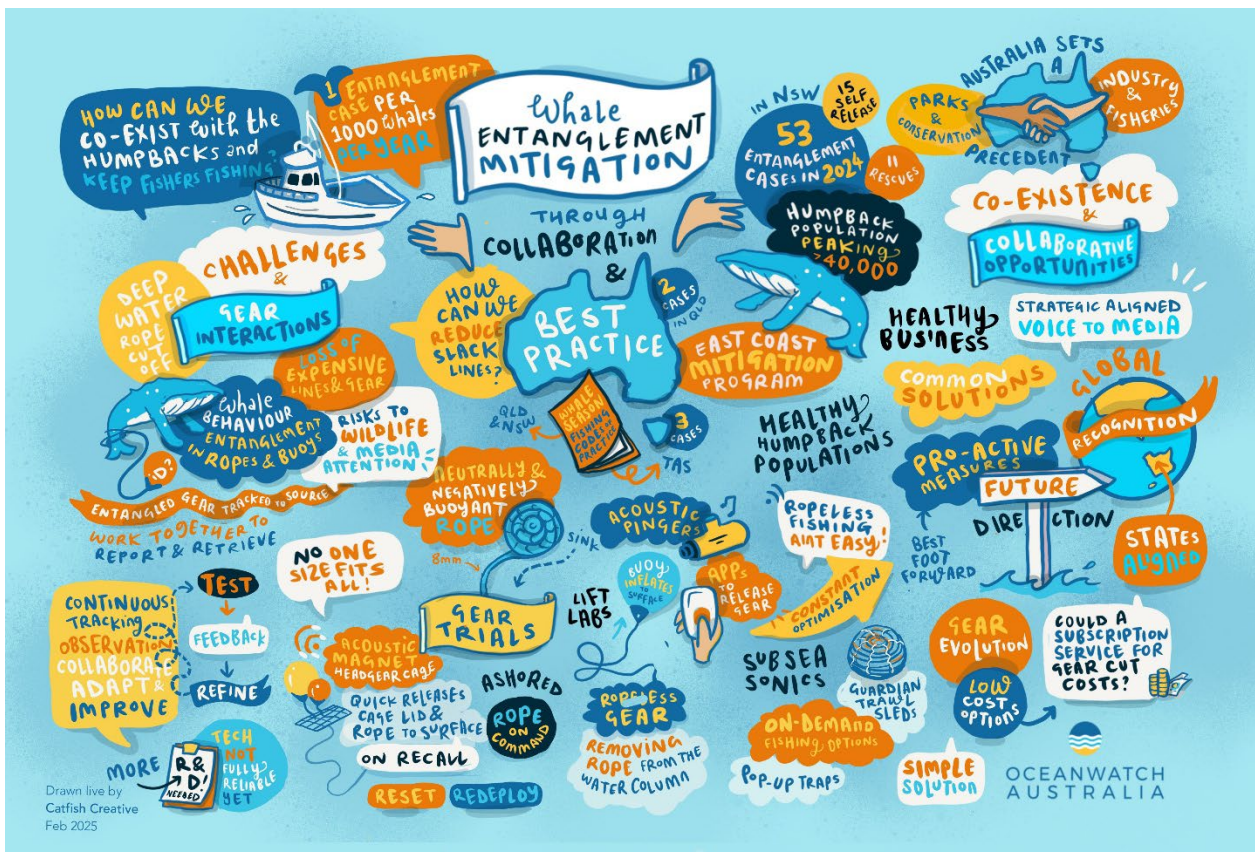 HOW CAN WE
CO-EXIST with the
HUMPBACKS and
KEEP FISHERS FISHING?
1 ENTANGLEMENT
CASE PER
1000 Whales
PER YEAR
Whale
ENTANGLEMENT
MITIGATION
THROUGH
COLLABORATION
&
BEST
PRACTICE
IN NSW
53
ENTANGLEMENT
CASES IN 2024
15
SELF
RELEASE
11
RESCUES
HUMPBACK
POPULATION
PEAKING
>40,000
AUSTRALIA SETS
A
PRECEDENT
PARKS
&
CONSERVATION
INDUSTRY
&
FISHERIES
CO-EXISTENCE
&
COLLABORATIVE
OPPORTUNITIES
CHALLENGES
&
GEAR
INTERACTIONS
DEEP
WATER
ROPE
CUT
OFF
LOSS OF
EXPENSIVE
LINES & GEAR
Whale
BEHAVIOUR
ENTANGLEMENT
IN ROPES & BUOYS
RISKS TO
WILDLIFE
& MEDIA
ATTENTION
ID?
ENTANGLED GEAR TRACKED TO SOURCE
WORK TOGETHER TO
REPORT & RETRIEVE
HOW
CAN WE
REDUCE
SLACK
LINES?
2
CASES
IN QLD
EAST COAST
MITIGATION
PROGRAM
QLD
& NSW
WHALE
SEASON
FISHING
CODES OF
PRACTICE
3
CASES
TAS
HEALTHY
BUSINESS
HEALTHY
HUMPBACK
POPULATIONS
STRATEGIC ALIGNED
VOICE TO MEDIA
COMMON
SOLUTIONS
GLOBAL
RECOGNITION
PRO-ACTIVE
MEASURES
FUTURE
DIRECTION
BEST
FOOT
FORWARD
STATES
ALIGNED
NEUTRALLY &
NEGATIVELY
BUOYANT
ROPE
8mm
SINK
GEAR
TRIALS
ACOUSTIC
PINGERS
ROPELESS
FISHING
AINT EASY!
LIFT
LABS
BUOY
INFLATES
TO
SURFACE
APPS
TO
RELEASE
GEAR
CONSTANT
OPTIMISATION
NO ONE
SIZE FITS
ALL!
CONTINUOUS
TRACKING
OBSERVATION
COLLABORATE
ADAPT &
IMPROVE
TEST
FEEDBACK
REFINE
MORE
R&
D!
NEEDED
TECH
NOT
FULLY
RELIABLE
YET
ACOUSTIC
MAGNET
HEADGEAR CAGE
QUICK RELEASES
CAGE LID &
ROPE TO SURFACE
ON RECALL
RESET
REDEPLOY
ASHORED
ROPE
ON
COMMAND
ROPELESS
GEAR
REMOVING
ROPE FROM THE
WATER COLUMN
SUBSEA
SONICS
GUARDIAN
TRAWL
SLEDS
ON-DEMAND
FISHING OPTIONS
POP-UP TRAPS
GEAR
EVOLUTION
LOW
COST
OPTIONS
COULD A
SUBSCRIPTION
SERVICE FOR
GEAR CUT
COSTS?
SIMPLE
SOLUTION
OCEANWATCH
AUSTRALIA
Drawn live by
Catfish Creative
Feb 2025